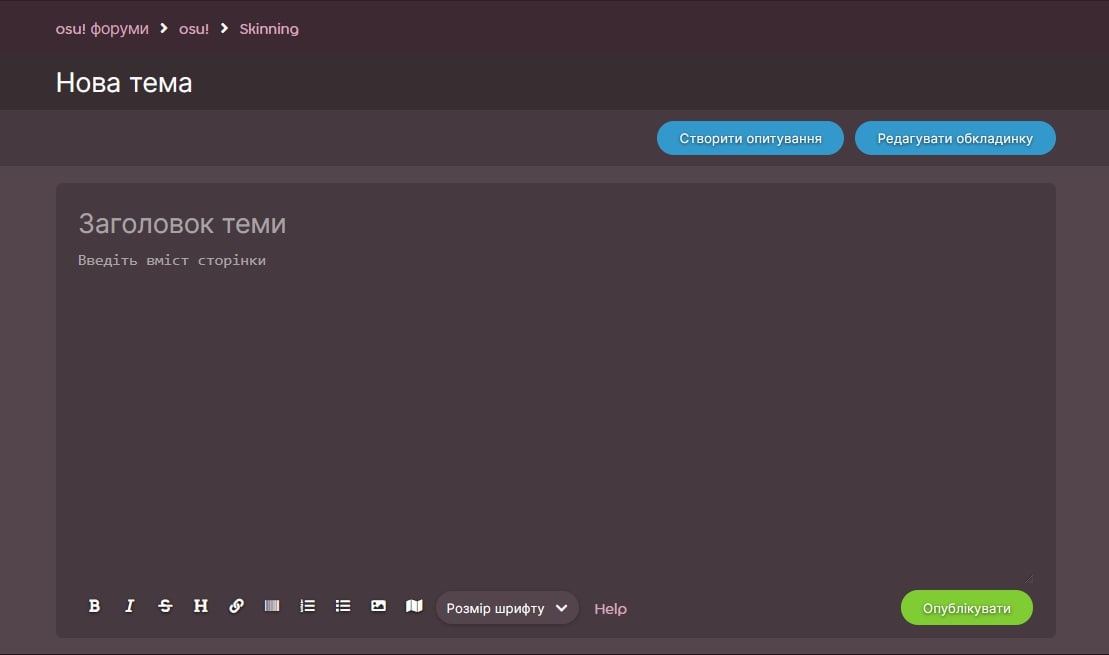 osu! форуми > osu! > Skinning
Нова тема
Створити опитування Редагувати обкладинку
Заголовок теми
Введіть вміст сторінки
B I S H Розмір шрифту Help Опублікувати